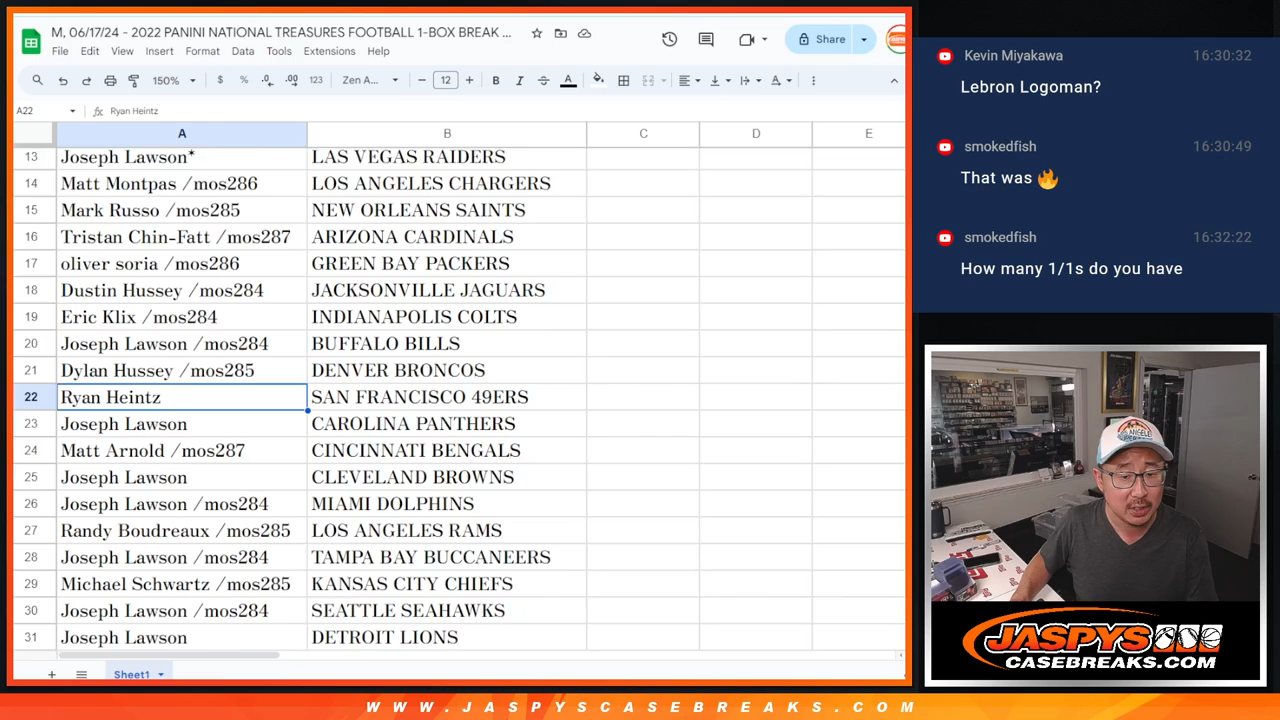 M, 06/17/24 - 2022 PANINI NATIONAL TREASURES FOOTBALL 1-BOX BREAK ...
File Edit View Insert Format Data Tools Extensions Help
Share
150% $ % .0 .00 123 Zen A... 12 B I S A
A22 fx Ryan Heintz
A B C D E
13 Joseph Lawson* LAS VEGAS RAIDERS
14 Matt Montpas /mos286 LOS ANGELES CHARGERS
15 Mark Russo /mos285 NEW ORLEANS SAINTS
16 Tristan Chin-Fatt /mos287 ARIZONA CARDINALS
17 oliver soria /mos286 GREEN BAY PACKERS
18 Dustin Hussey /mos284 JACKSONVILLE JAGUARS
19 Eric Klix /mos284 INDIANAPOLIS COLTS
20 Joseph Lawson /mos284 BUFFALO BILLS
21 Dylan Hussey /mos285 DENVER BRONCOS
22 Ryan Heintz SAN FRANCISCO 49ERS
23 Joseph Lawson CAROLINA PANTHERS
24 Matt Arnold /mos287 CINCINNATI BENGALS
25 Joseph Lawson CLEVELAND BROWNS
26 Joseph Lawson /mos284 MIAMI DOLPHINS
27 Randy Boudreaux /mos285 LOS ANGELES RAMS
28 Joseph Lawson /mos284 TAMPA BAY BUCCANEERS
29 Michael Schwartz /mos285 KANSAS CITY CHIEFS
30 Joseph Lawson /mos284 SEATTLE SEAHAWKS
31 Joseph Lawson DETROIT LIONS
Sheet1
Kevin Miyakawa 16:30:32
Lebron Logoman?
smokedfish 16:30:49
That was 🔥
smokedfish 16:32:22
How many 1/1s do you have
JASPYS
CASEBREAKS.COM
WWW.JASPYSCASEBREAKS.COM